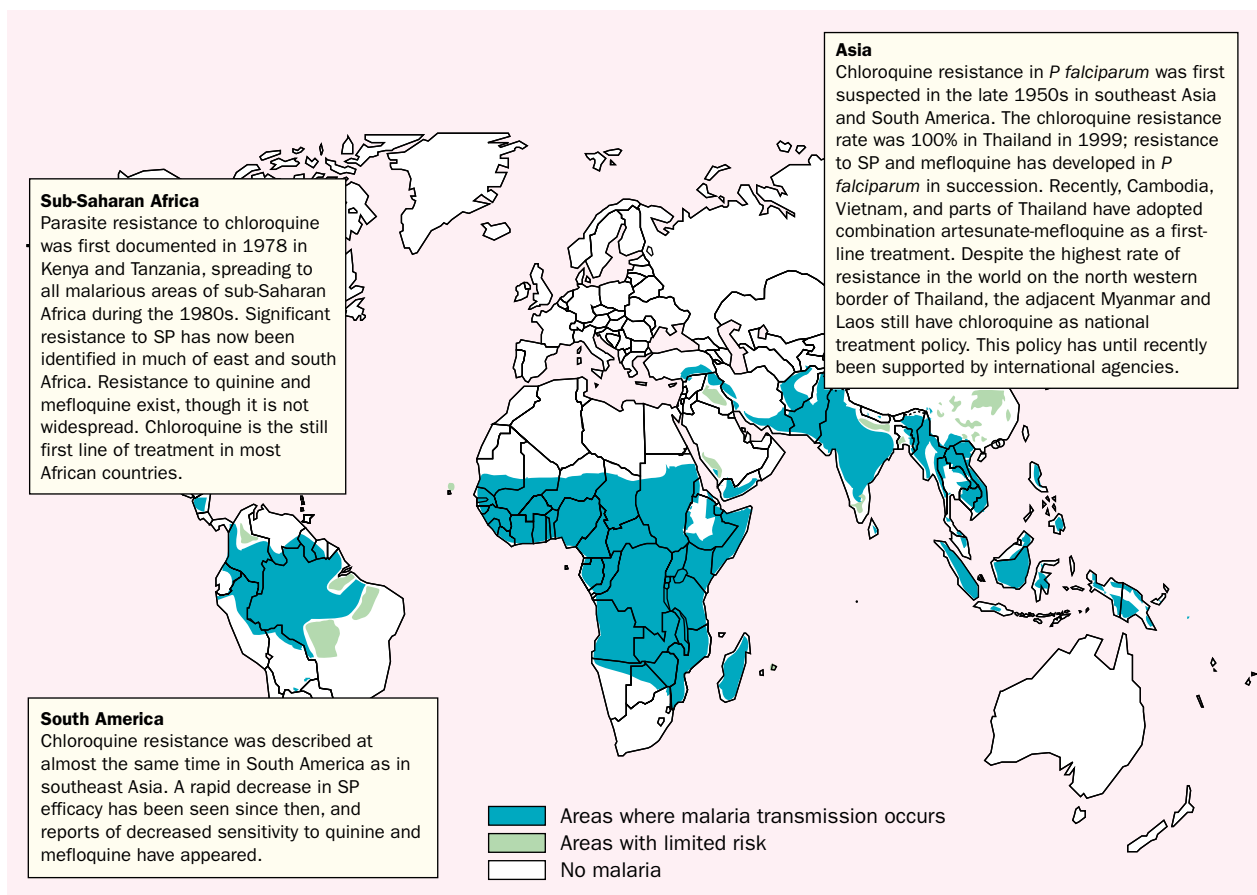 Sub-Saharan Africa
Parasite resistance to chloroquine
was first documented in 1978 in
Kenya and Tanzania, spreading to
all malarious areas of sub-Saharan
Africa during the 1980s. Significant
resistance to SP has now been
identified in much of east and south
Africa. Resistance to quinine and
mefloquine exist, though it is not
widespread. Chloroquine is the still
first line of treatment in most
African countries.
Asia
Chloroquine resistance in P falciparum was first
suspected in the late 1950s in southeast Asia
and South America. The chloroquine resistance
rate was 100% in Thailand in 1999; resistance
to SP and mefloquine has developed in P
falciparum in succession. Recently, Cambodia,
Vietnam, and parts of Thailand have adopted
combination artesunate-mefloquine as a first-
line treatment. Despite the highest rate of
resistance in the world on the north western
border of Thailand, the adjacent Myanmar and
Laos still have chloroquine as national
treatment policy. This policy has until recently
been supported by international agencies.
South America
Chloroquine resistance was described at
almost the same time in South America as in
southeast Asia. A rapid decrease in SP
efficacy has been seen since then, and
reports of decreased sensitivity to quinine and
mefloquine have appeared.
Areas where malaria transmission occurs
Areas with limited risk
No malaria